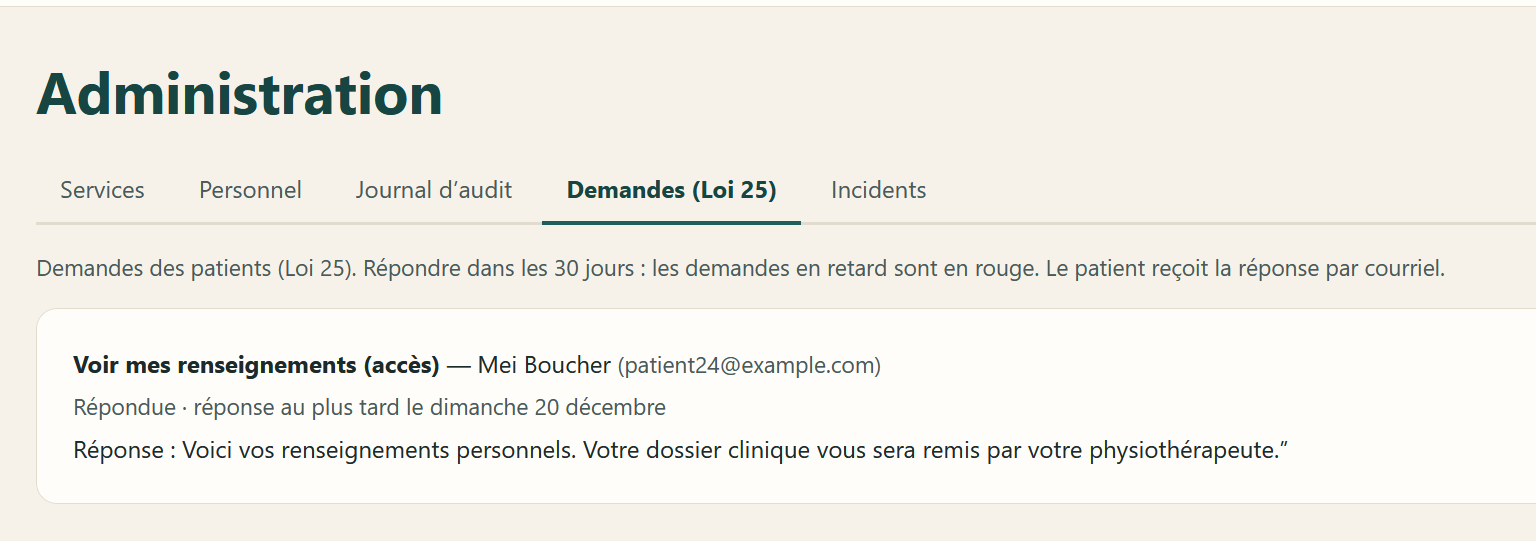 Administration
Services Personnel Journal d’audit Demandes (Loi 25) Incidents
Demandes des patients (Loi 25). Répondre dans les 30 jours : les demandes en retard sont en rouge. Le patient reçoit la réponse par courriel.
Voir mes renseignements (accès) — Mei Boucher (patient24@example.com)
Répondue · réponse au plus tard le dimanche 20 décembre
Réponse : Voici vos renseignements personnels. Votre dossier clinique vous sera remis par votre physiothérapeute.”